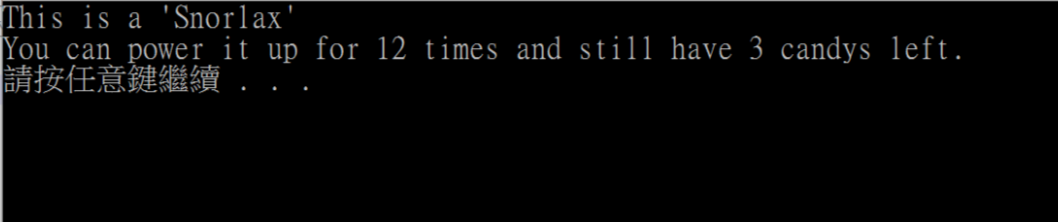 This is a 'Snorlax'
You can power it up for 12 times and still have 3 candys left.
請按任意鍵繼續 . . .